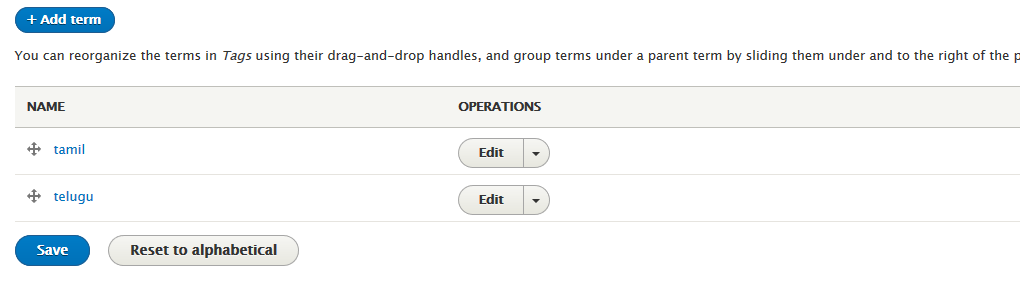 + Add term
You can reorganize the terms in Tags using their drag-and-drop handles, and group terms under a parent term by sliding them under and to the right of the p
NAME OPERATIONS
tamil Edit
telugu Edit
Save Reset to alphabetical